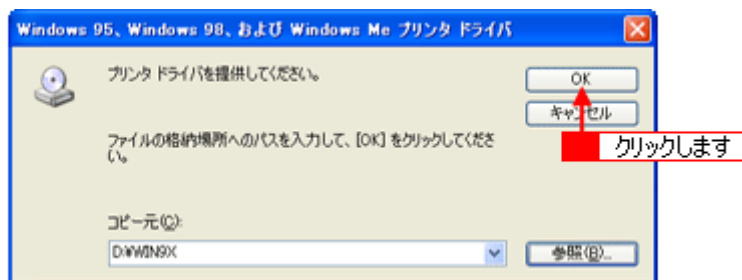 Windows 95、Windows 98、および Windows Me プリンタ ドライバ
プリンタ ドライバを提供してください。
OK
キャンセル
ファイルの格納場所へのパスを入力して、[OK] をクリックしてくださ
い。
クリックします
コピー元(C):
D:¥WIN9X
参照(B)...